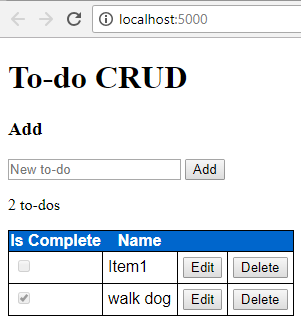 localhost:5000
To-do CRUD
Add
New to-do Add
2 to-dos
Is Complete Name
Item1 Edit Delete
walk dog Edit Delete